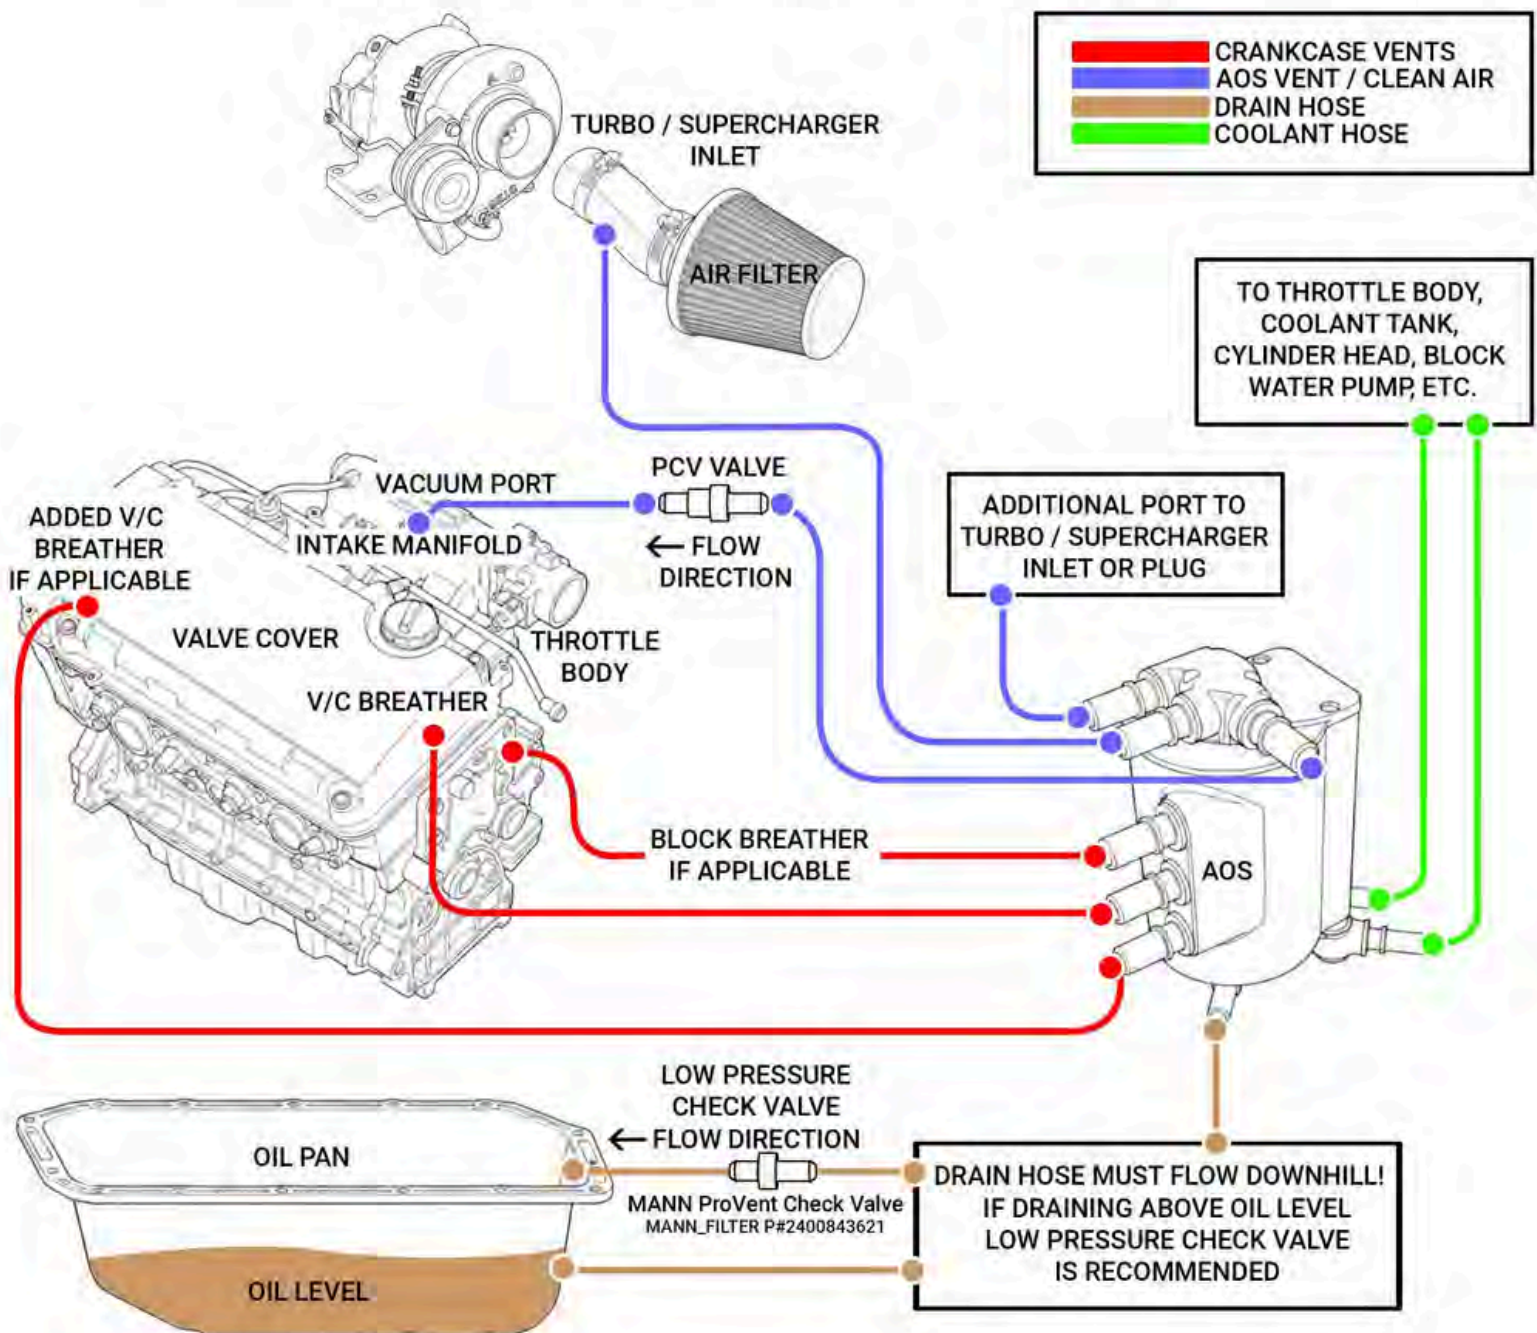 CRANKCASE VENTS
AOS VENT / CLEAN AIR
DRAIN HOSE
COOLANT HOSE
TURBO / SUPERCHARGER
INLET
AIR FILTER
TO THROTTLE BODY,
COOLANT TANK,
CYLINDER HEAD, BLOCK
WATER PUMP, ETC.
VACUUM PORT
INTAKE MANIFOLD
PCV VALVE
← FLOW
DIRECTION
ADDITIONAL PORT TO
TURBO / SUPERCHARGER
INLET OR PLUG
ADDED V/C
BREATHER
IF APPLICABLE
VALVE COVER
THROTTLE
BODY
V/C BREATHER
BLOCK BREATHER
IF APPLICABLE
AOS
LOW PRESSURE
CHECK VALVE
← FLOW DIRECTION
OIL PAN
MANN ProVent Check Valve
MANN_FILTER P#2400843621
DRAIN HOSE MUST FLOW DOWNHILL!
IF DRAINING ABOVE OIL LEVEL
LOW PRESSURE CHECK VALVE
IS RECOMMENDED
OIL LEVEL